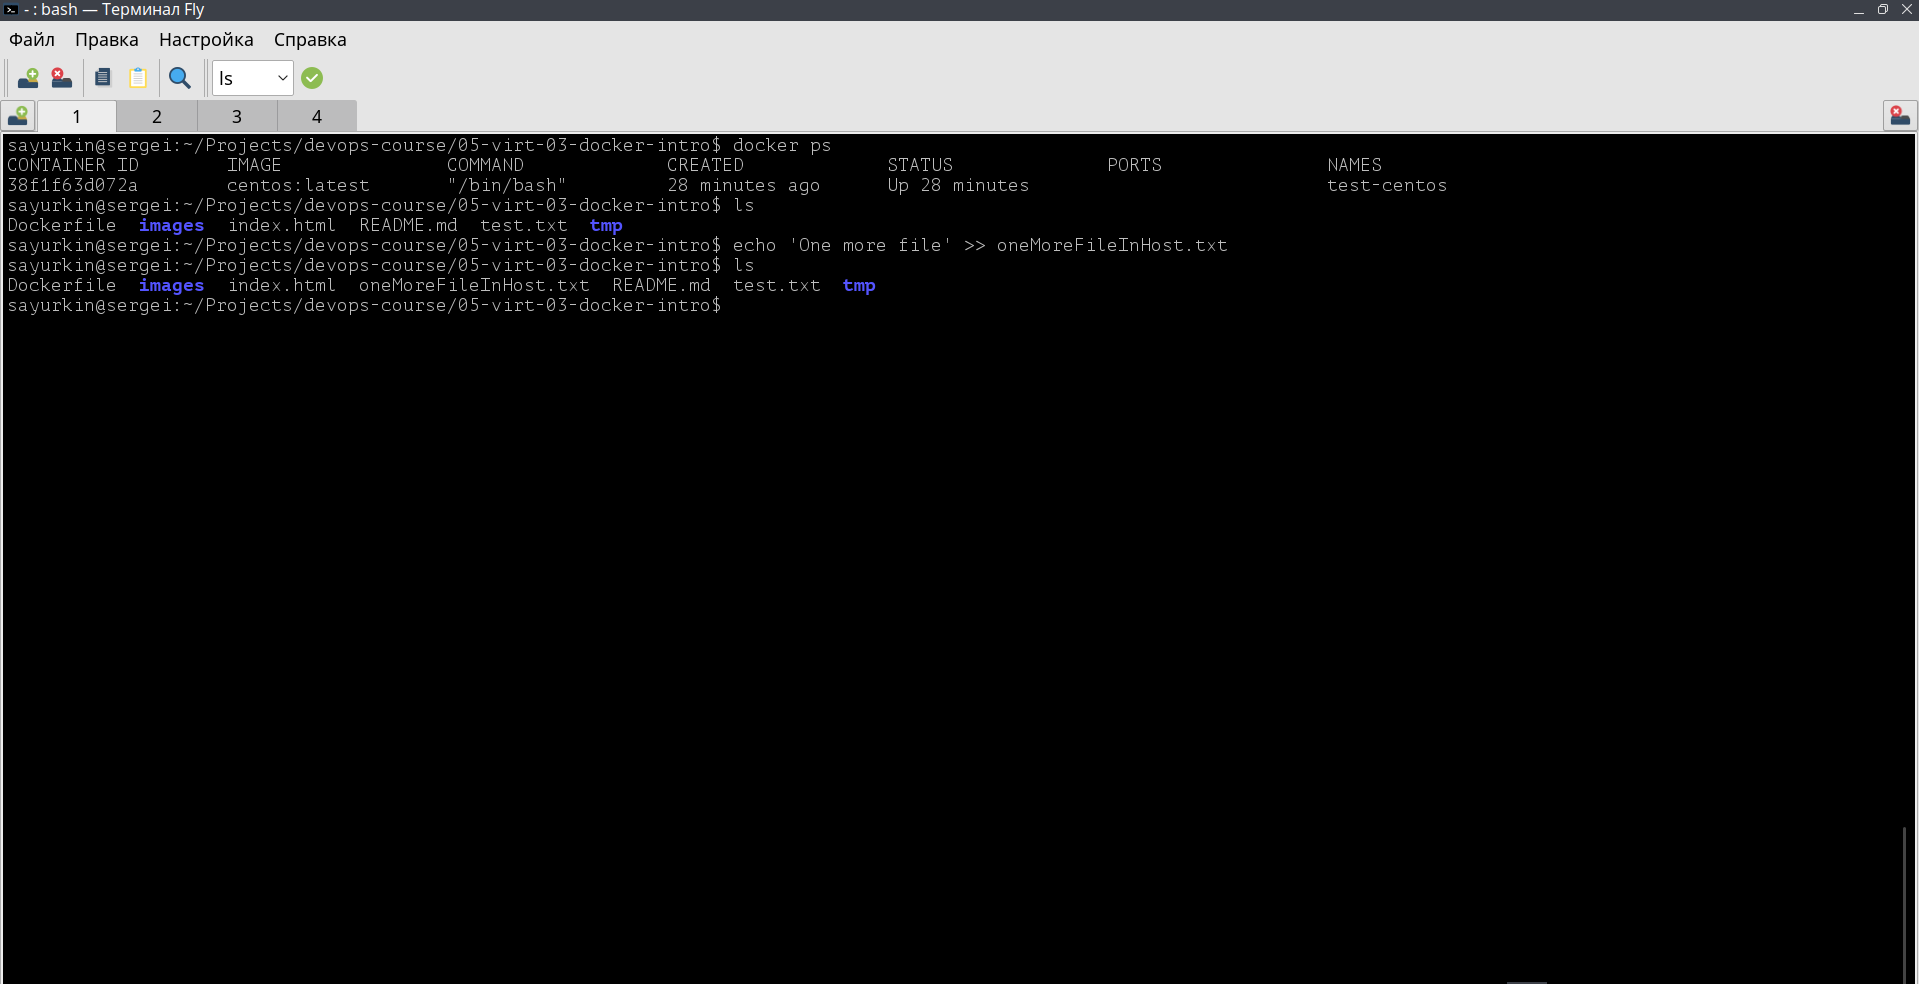 - : bash — Терминал Fly
Файл Правка Настройка Справка
ls
1 2 3 4
sayurkin@sergei:~/Projects/devops-course/05-virt-03-docker-intro$ docker ps
CONTAINER ID IMAGE COMMAND CREATED STATUS PORTS NAMES
38f1f63d072a centos:latest "/bin/bash" 28 minutes ago Up 28 minutes test-centos
sayurkin@sergei:~/Projects/devops-course/05-virt-03-docker-intro$ ls
Dockerfile images index.html README.md test.txt tmp
sayurkin@sergei:~/Projects/devops-course/05-virt-03-docker-intro$ echo 'One more file' >> oneMoreFileInHost.txt
sayurkin@sergei:~/Projects/devops-course/05-virt-03-docker-intro$ ls
Dockerfile images index.html oneMoreFileInHost.txt README.md test.txt tmp
sayurkin@sergei:~/Projects/devops-course/05-virt-03-docker-intro$